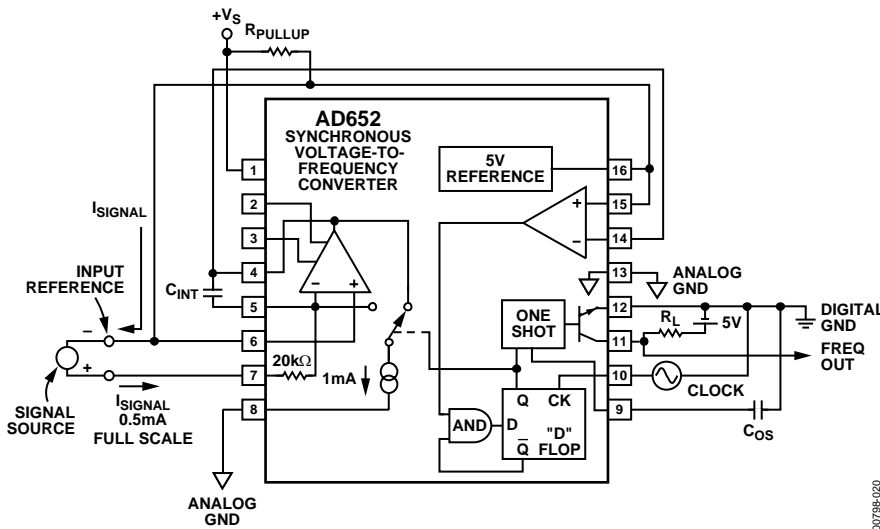 +VS
RPULLUP
AD652
SYNCHRONOUS
VOLTAGE-TO-
FREQUENCY
CONVERTER
5V
REFERENCE
1
2
3
4
5
6
7
8
16
15
14
13
12
11
10
9
ISIGNAL
INPUT
REFERENCE
CINT
–
+
SIGNAL
SOURCE
ISIGNAL
0.5mA
FULL SCALE
ANALOG
GND
–
+
20kΩ
1mA
+
–
ANALOG
GND
ONE
SHOT
RL
5V
DIGITAL
GND
FREQ
OUT
CLOCK
COS
AND
Q
CK
D
"D"
FLOP
Q̅
00798-020